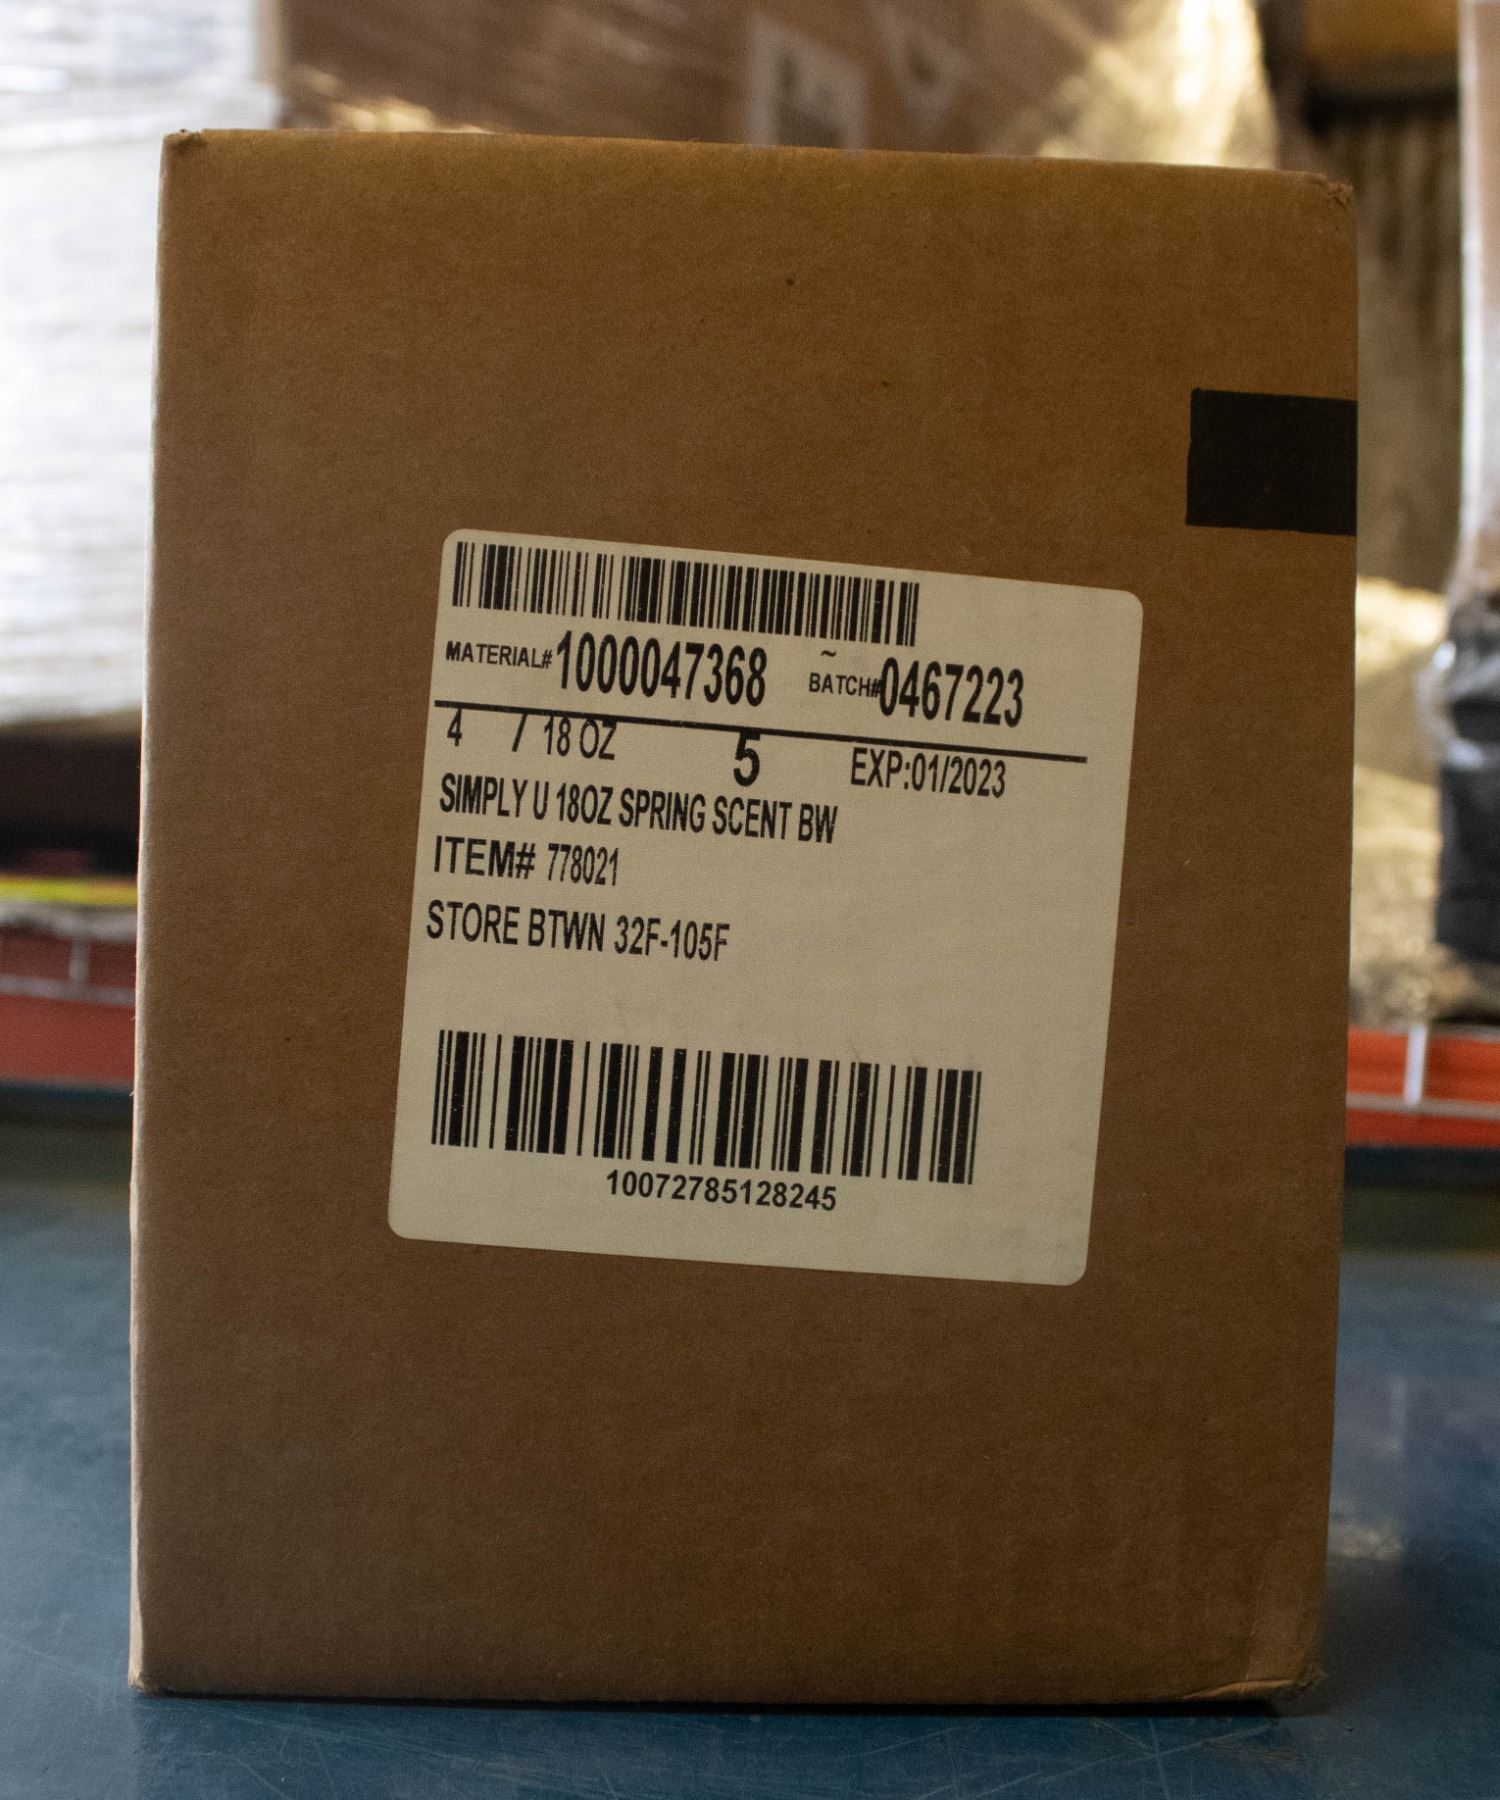 MATERIAL# 1000047368 ~ BATCH# 0467223
4 / 18 OZ 5 EXP:01/2023
SIMPLY U 18OZ SPRING SCENT BW
ITEM# 778021
STORE BTWN 32F-105F
10072785128245